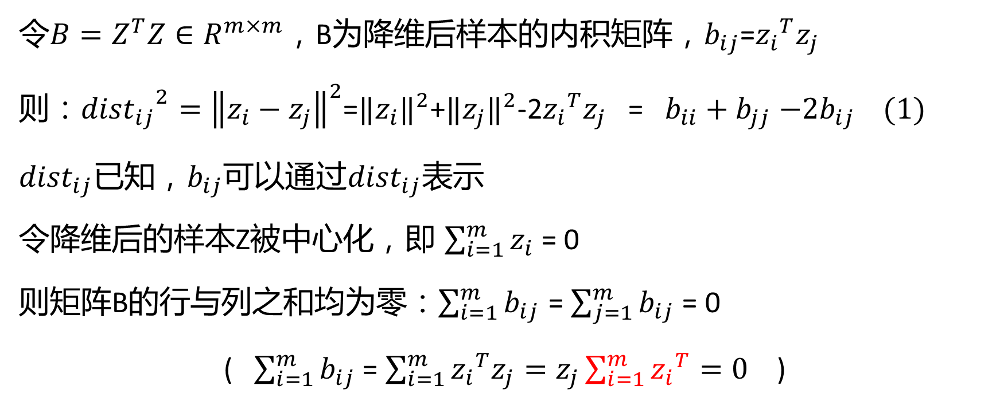 令$B = Z^T Z \in R^{m \times m}$，B为降维后样本的内积矩阵，$b_{ij}$=${z_i}^T z_j$
则：${dist_{ij}}^2 = \left\|z_i - z_j\right\|^2$=$\|z_i\|^2$+$\|z_j\|^2$-2${z_i}^T z_j$ = $b_{ii} + b_{jj} - 2b_{ij}$ (1)
$dist_{ij}$已知，$b_{ij}$可以通过$dist_{ij}$表示
令降维后的样本Z被中心化，即 $\sum_{i=1}^{m} z_i$ = 0
则矩阵B的行与列之和均为零：$\sum_{i=1}^{m} b_{ij}$ = $\sum_{j=1}^{m} b_{ij}$ = 0
( $\sum_{i=1}^{m} b_{ij}$ = $\sum_{i=1}^{m} {z_i}^T z_j = z_j \sum_{i=1}^{m} {z_i}^T = 0$ )